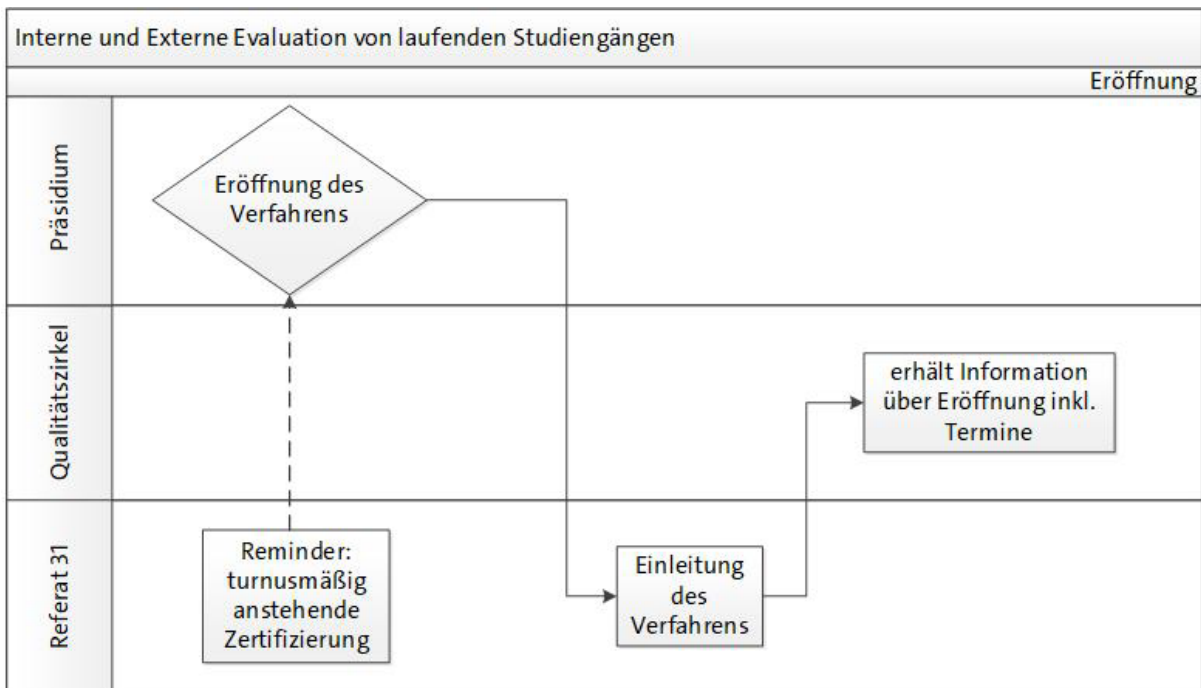 Interne und Externe Evaluation von laufenden Studiengängen
Eröffnung
Präsidium
Eröffnung des
Verfahrens
Qualitätszirkel
erhält Information
über Eröffnung inkl.
Termine
Referat 31
Reminder:
turnusmäßig
anstehende
Zertifizierung
Einleitung
des
Verfahrens